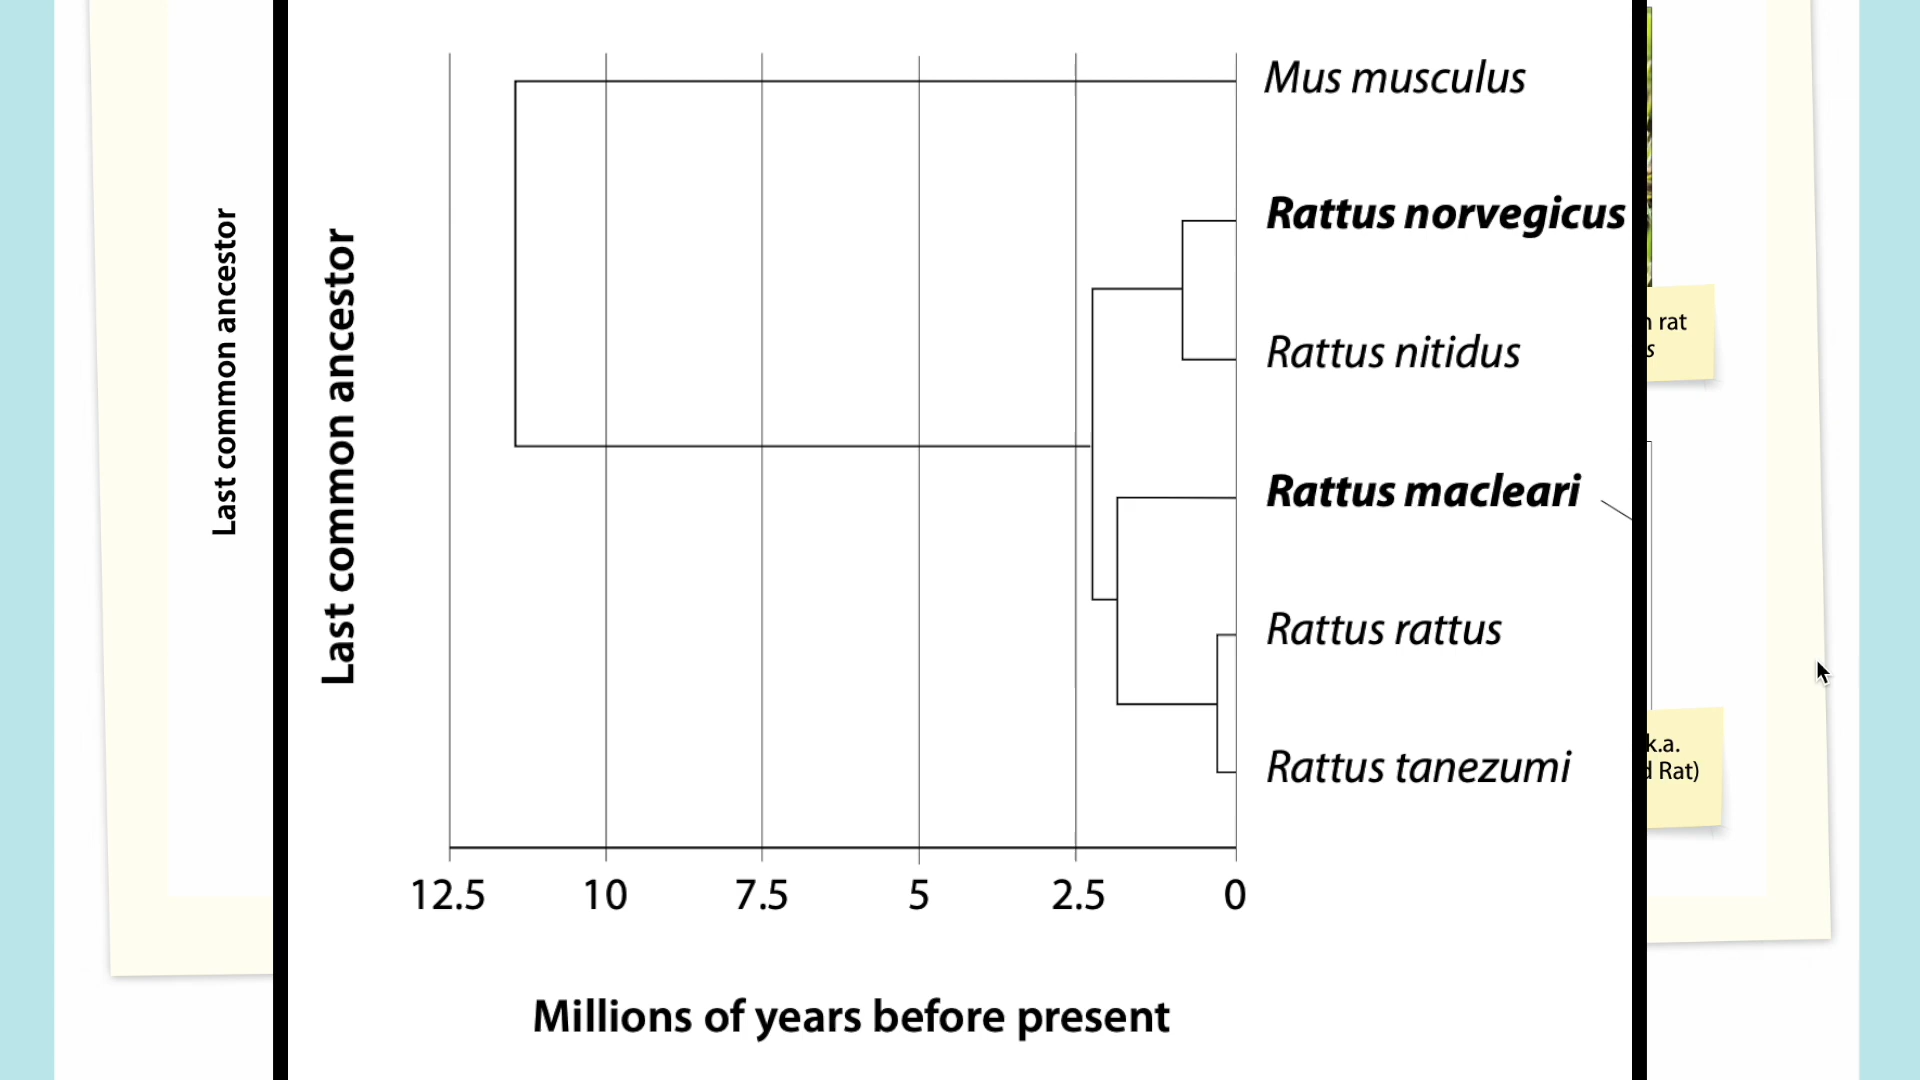 Last common ancestor
Last common ancestor
Mus musculus
Rattus norvegicus
Rattus nitidus
Rattus macleari
Rattus rattus
Rattus tanezumi
12.5 10 7.5 5 2.5 0
Millions of years before present
rat
s
k.a.
Rat)